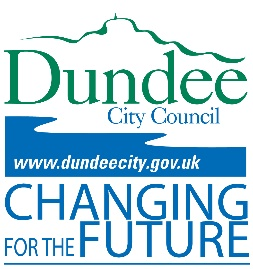 Dundee
City Council
www.dundeecity.gov.uk
CHANGING
FOR THE FUTURE